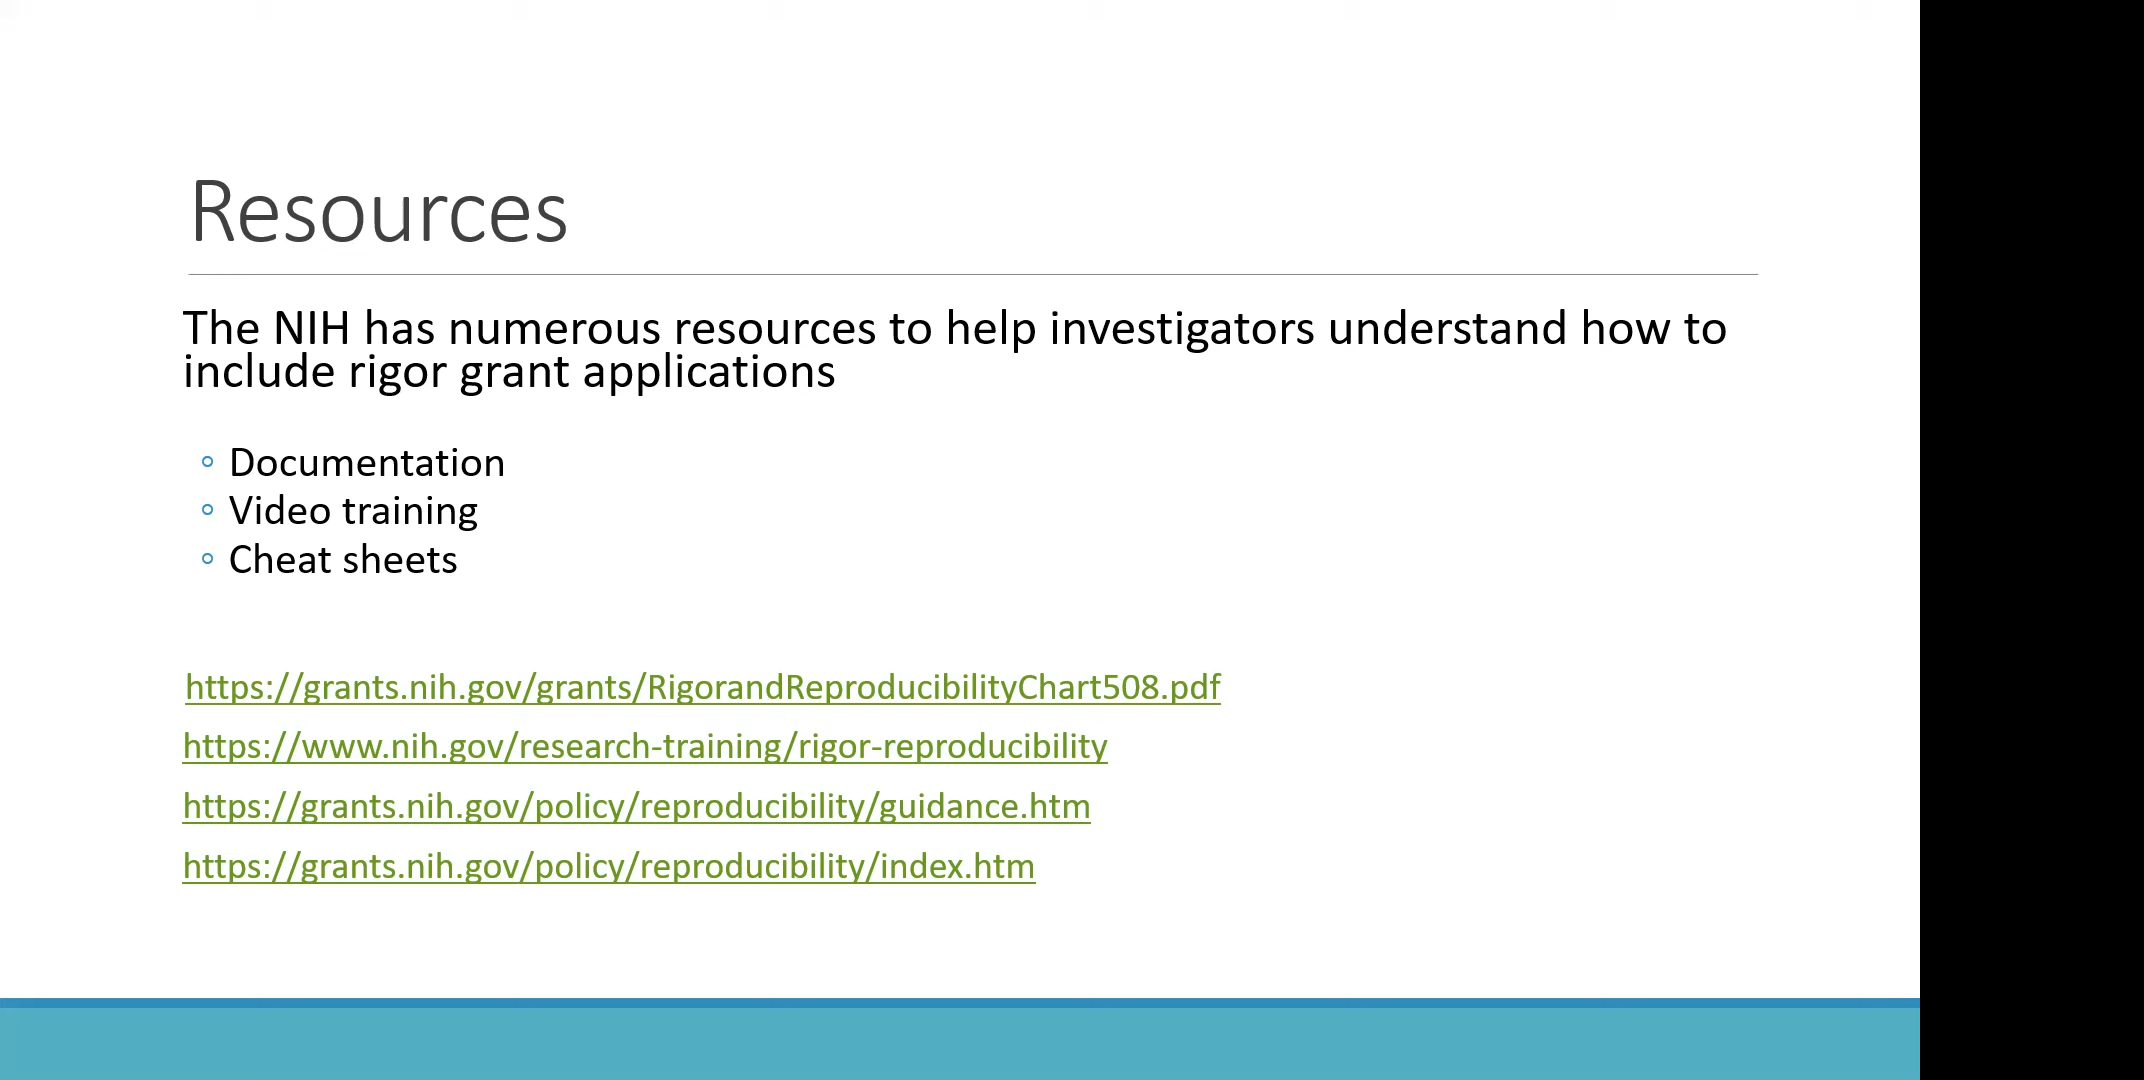 Resources
The NIH has numerous resources to help investigators understand how to
include rigor grant applications
◦ Documentation
◦ Video training
◦ Cheat sheets
https://grants.nih.gov/grants/RigorandReproducibilityChart508.pdf
https://www.nih.gov/research-training/rigor-reproducibility
https://grants.nih.gov/policy/reproducibility/guidance.htm
https://grants.nih.gov/policy/reproducibility/index.htm